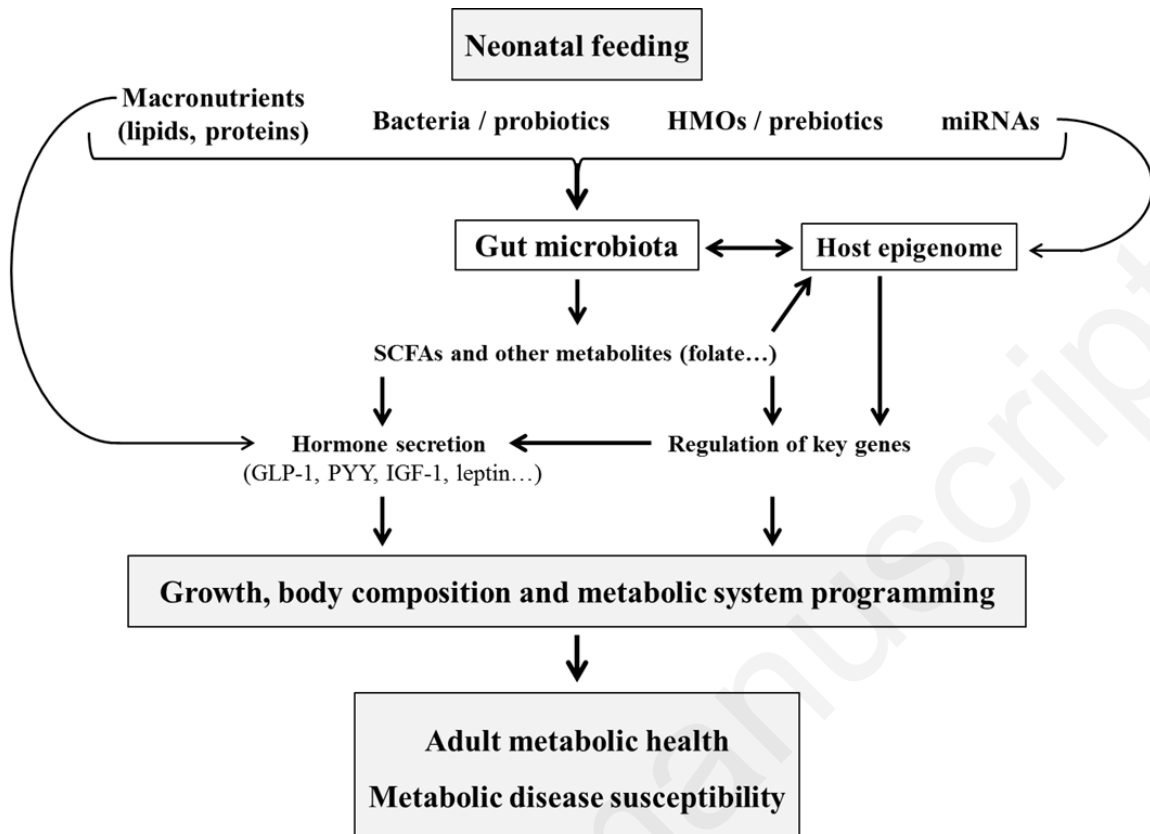 Neonatal feeding
Macronutrients
(lipids, proteins)
Bacteria / probiotics
HMOs / prebiotics
miRNAs
Gut microbiota
Host epigenome
SCFAs and other metabolites (folate…)
Hormone secretion
(GLP-1, PYY, IGF-1, leptin…)
Regulation of key genes
Growth, body composition and metabolic system programming
Adult metabolic health
Metabolic disease susceptibility
manuscript